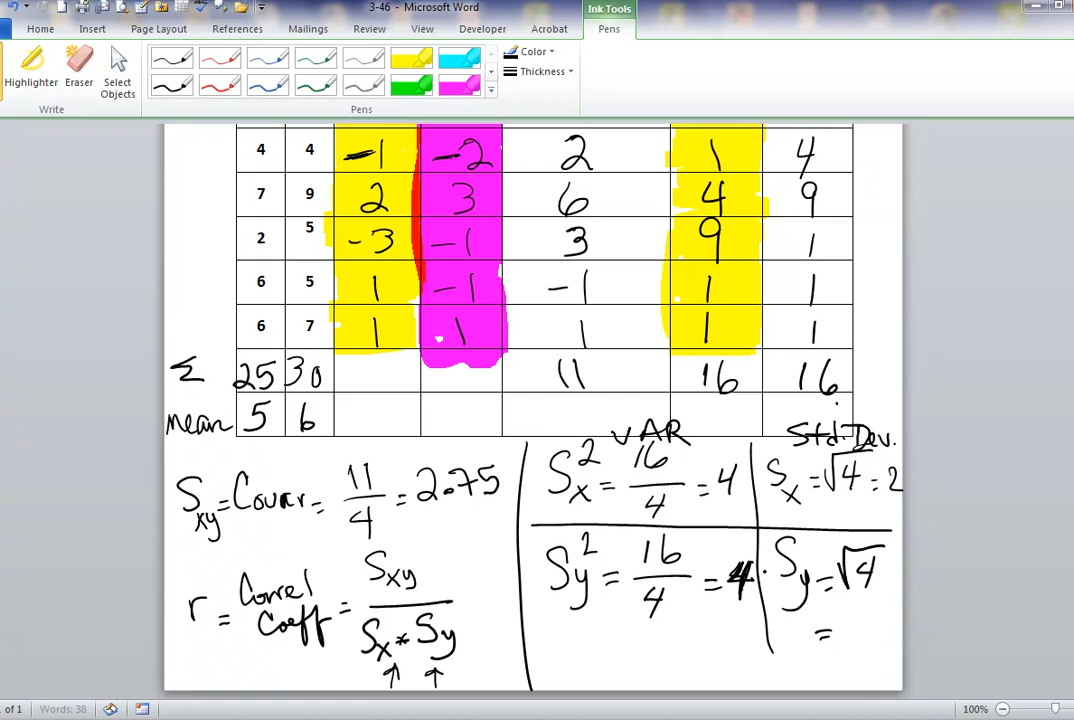 3-46 - Microsoft Word
Ink Tools
Home Insert Page Layout References Mailings Review View Developer Acrobat Pens
Highlighter Eraser Select Objects
Color
Thickness
Write Pens
4 4 -1 -2 2 1 4
7 9 2 3 6 4 9
2 5 -3 -1 3 9 1
6 5 1 -1 -1 1 1
6 7 1 1 1 1 1
Σ 25 30 11 16 16
mean 5 6
VAR Std. Dev.
Sxy = Covar = 11/4 = 2.75
Sx² = 16/4 = 4
Sx = √4 = 2
Sy² = 16/4 = 4
Sy = √4
=
r = Correl Coeff = Sxy / Sx * Sy
↑ ↑
1 of 1 Words: 38 100%